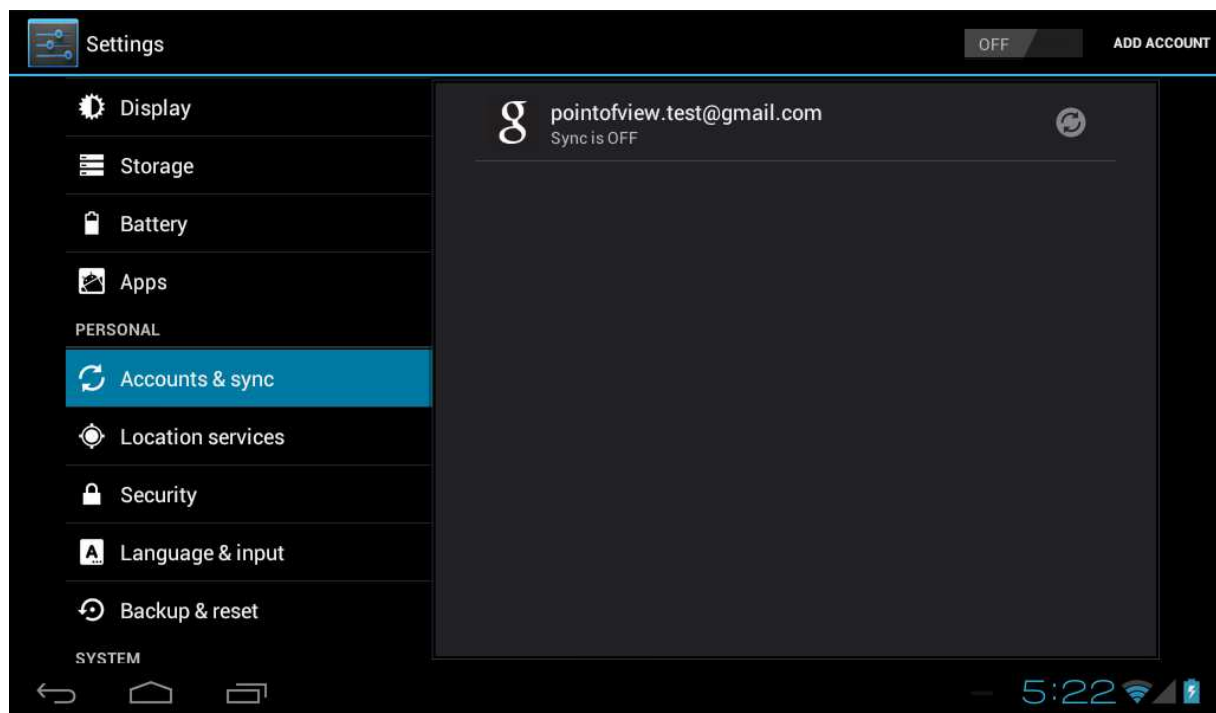 Settings
OFF
ADD ACCOUNT
Display
Storage
Battery
Apps
PERSONAL
Accounts & sync
Location services
Security
Language & input
Backup & reset
SYSTEM
pointofview.test@gmail.com
Sync is OFF
5:22